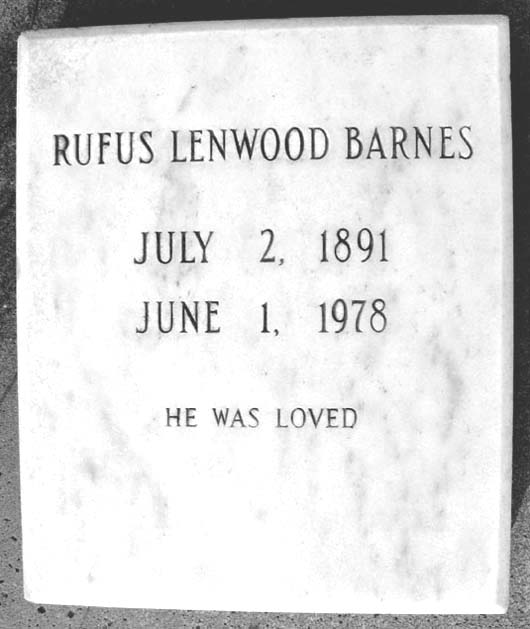 RUFUS LENWOOD BARNES
JULY 2, 1891
JUNE 1, 1978
HE WAS LOVED